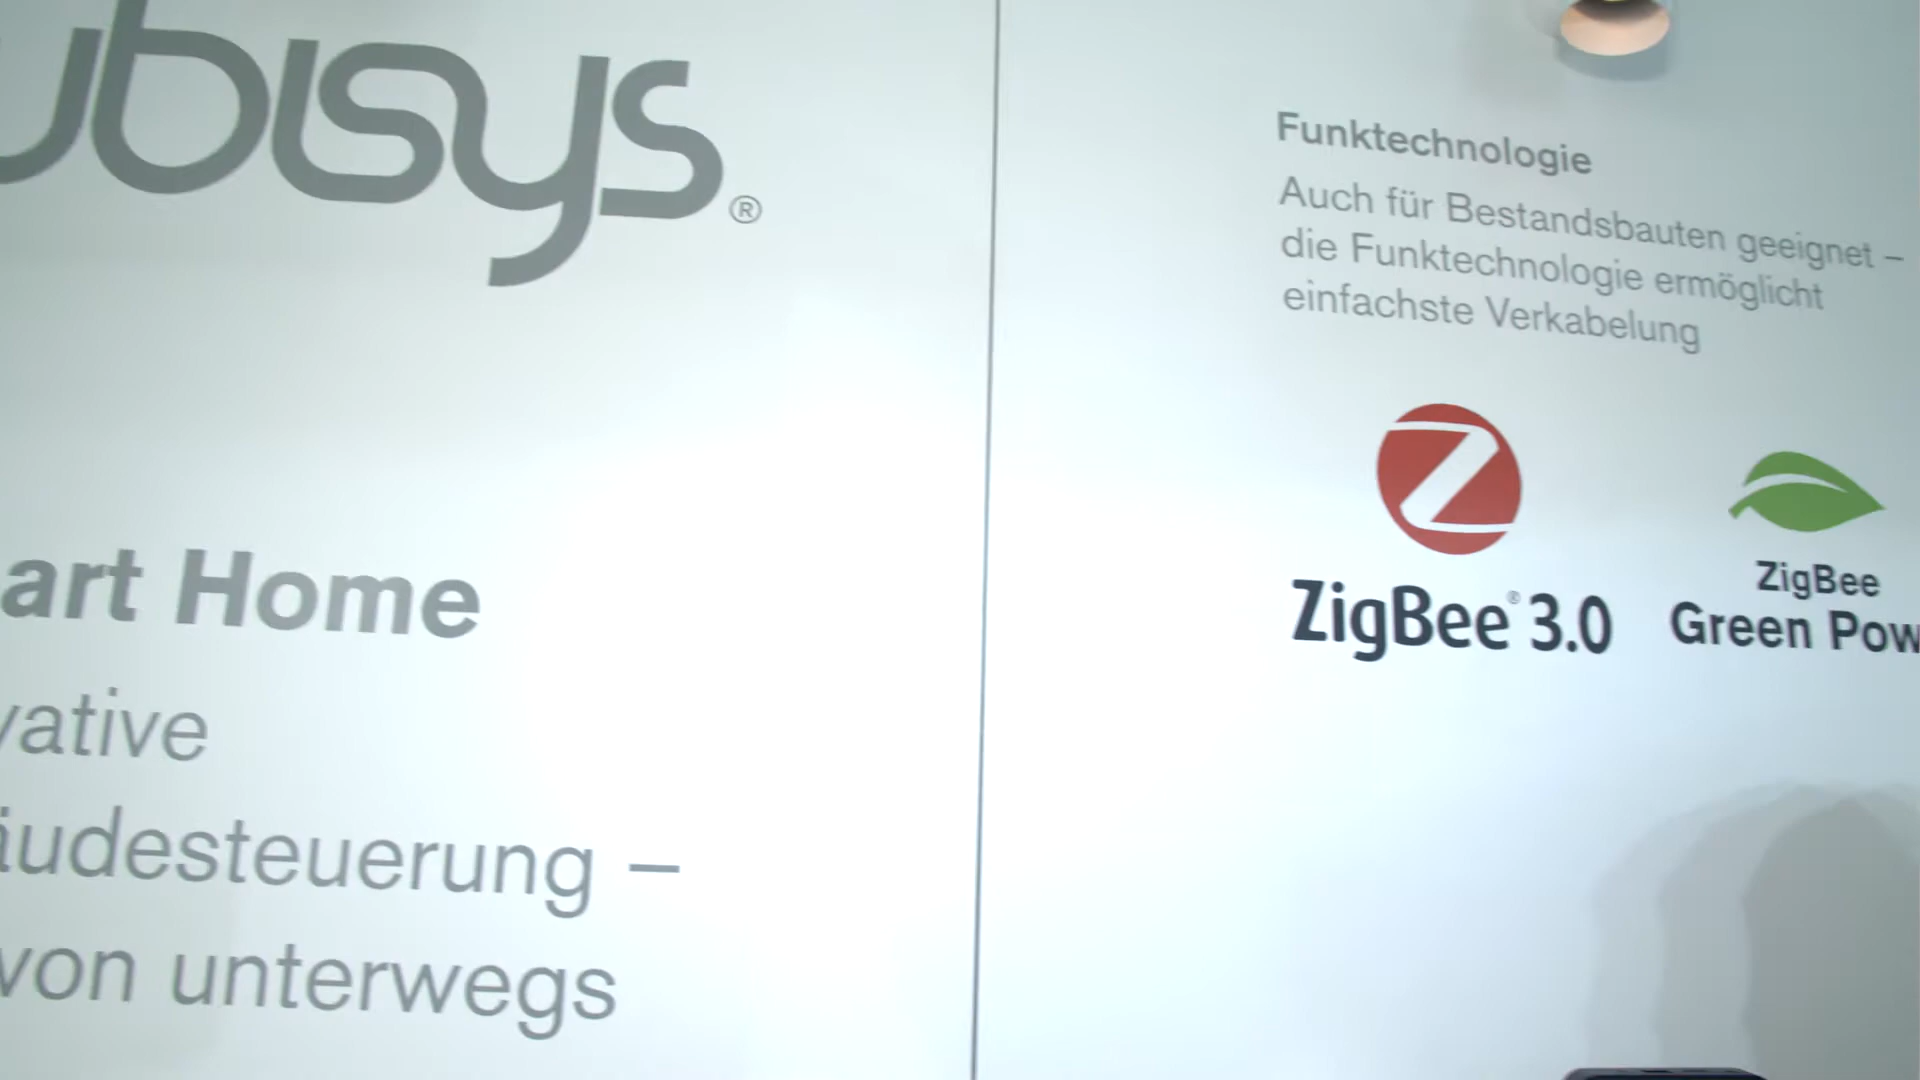 ubisys®
art Home
vative
äudesteuerung –
von unterwegs
Funktechnologie
Auch für Bestandsbauten geeignet –
die Funktechnologie ermöglicht
einfachste Verkabelung
ZigBee® 3.0
ZigBee
Green Pow